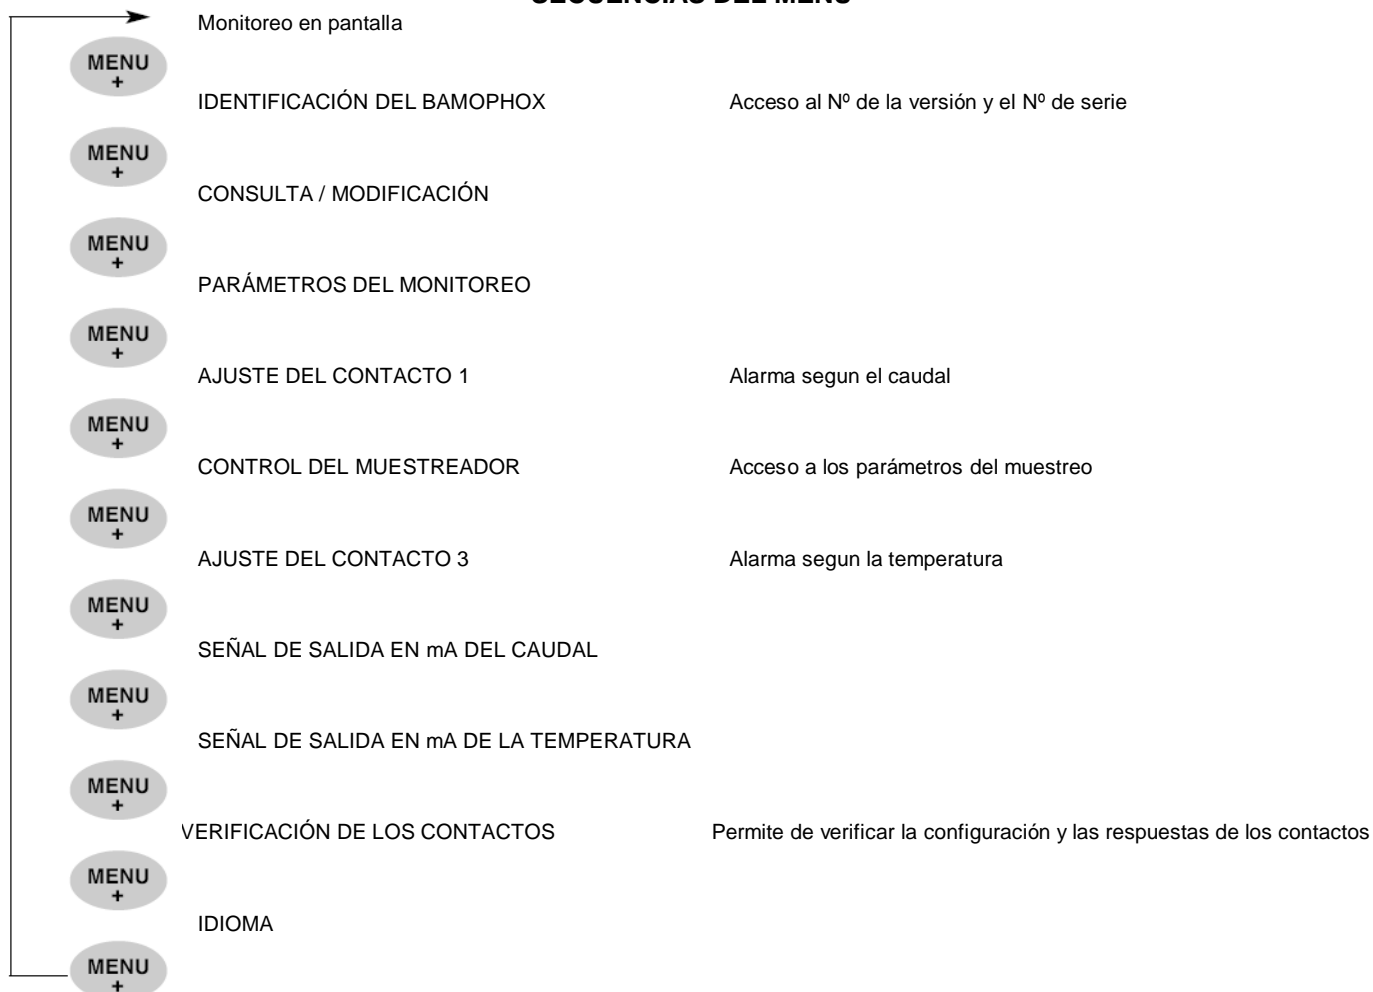 SECUENCIAS DEL MENU
Monitoreo en pantalla
MENU
+
IDENTIFICACIÓN DEL BAMOPHOX Acceso al Nº de la versión y el Nº de serie
MENU
+
CONSULTA / MODIFICACIÓN
MENU
+
PARÁMETROS DEL MONITOREO
MENU
+
AJUSTE DEL CONTACTO 1 Alarma segun el caudal
MENU
+
CONTROL DEL MUESTREADOR Acceso a los parámetros del muestreo
MENU
+
AJUSTE DEL CONTACTO 3 Alarma segun la temperatura
MENU
+
SEÑAL DE SALIDA EN mA DEL CAUDAL
MENU
+
SEÑAL DE SALIDA EN mA DE LA TEMPERATURA
MENU
+
VERIFICACIÓN DE LOS CONTACTOS Permite de verificar la configuración y las respuestas de los contactos
MENU
+
IDIOMA
MENU
+